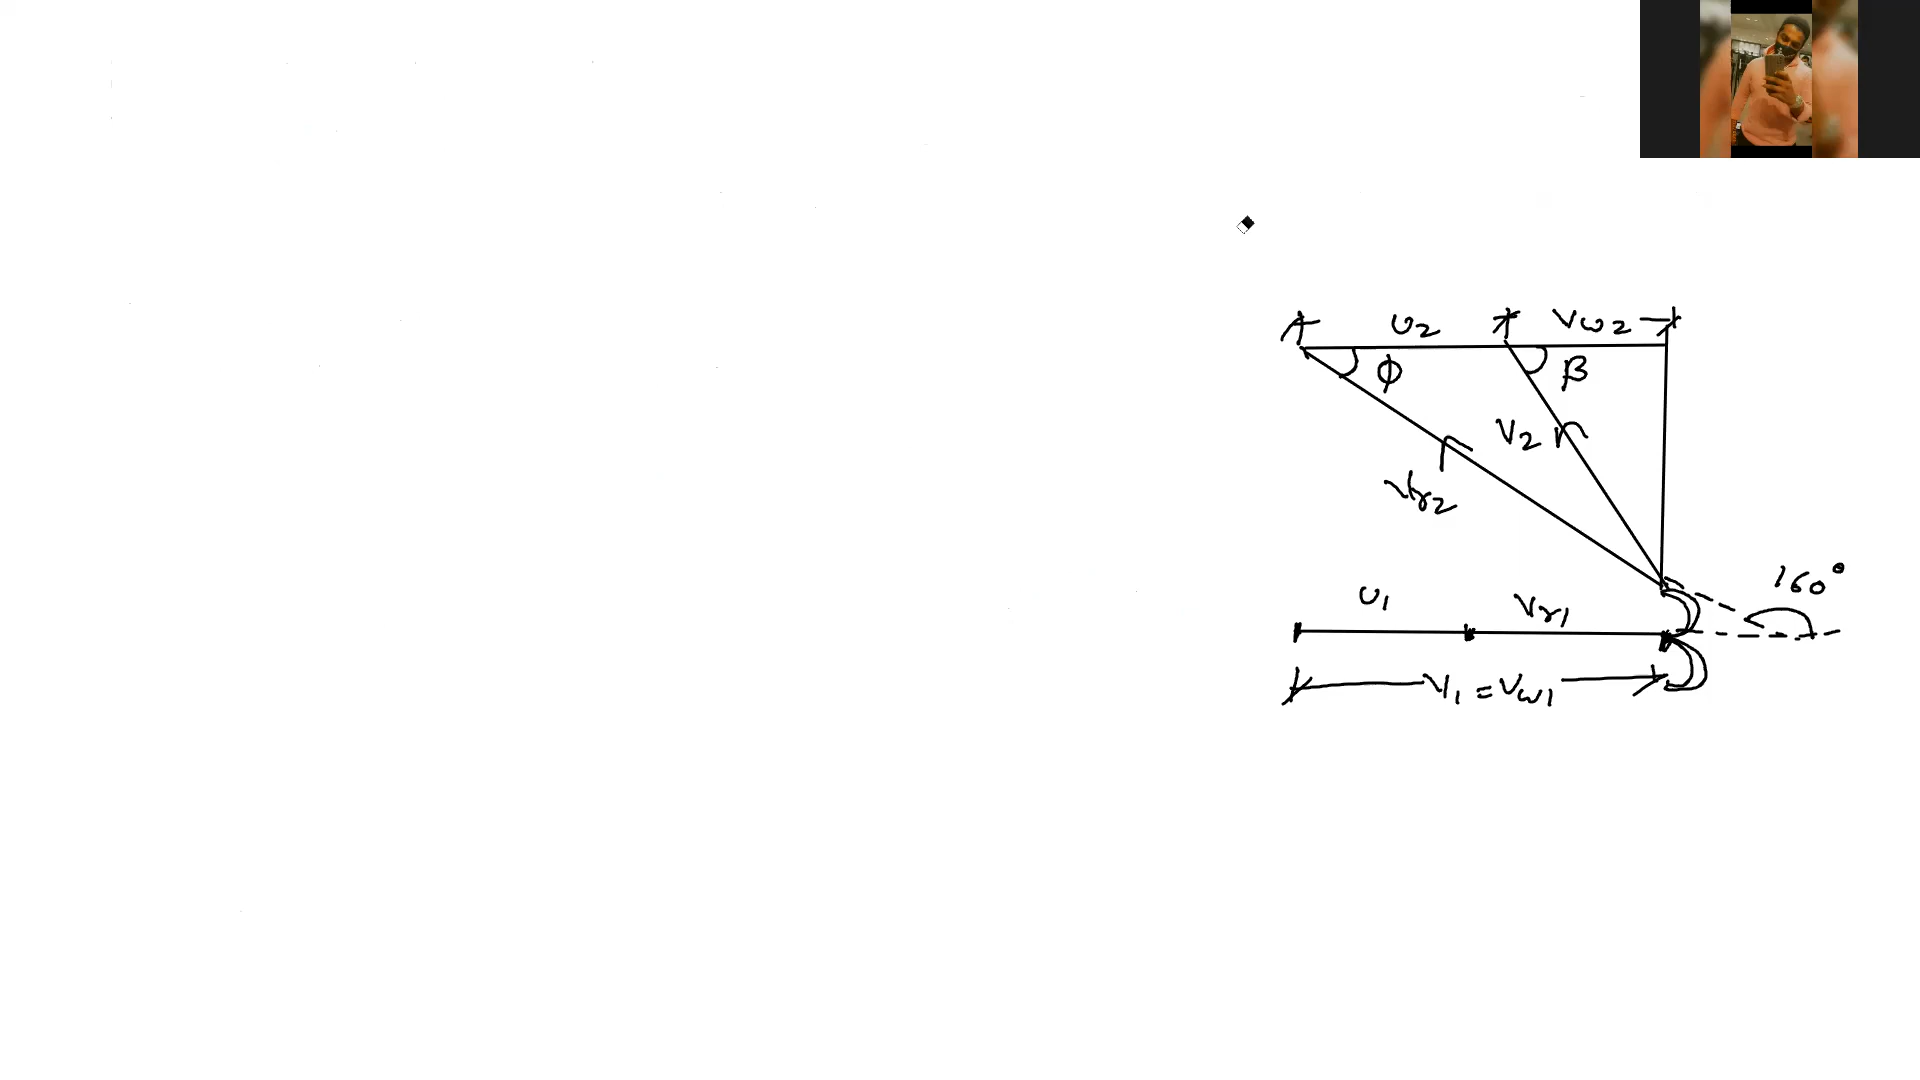 u2 Vw2
ϕ β
V2
Vr2
160°
u1 Vr1
V1 = Vw1